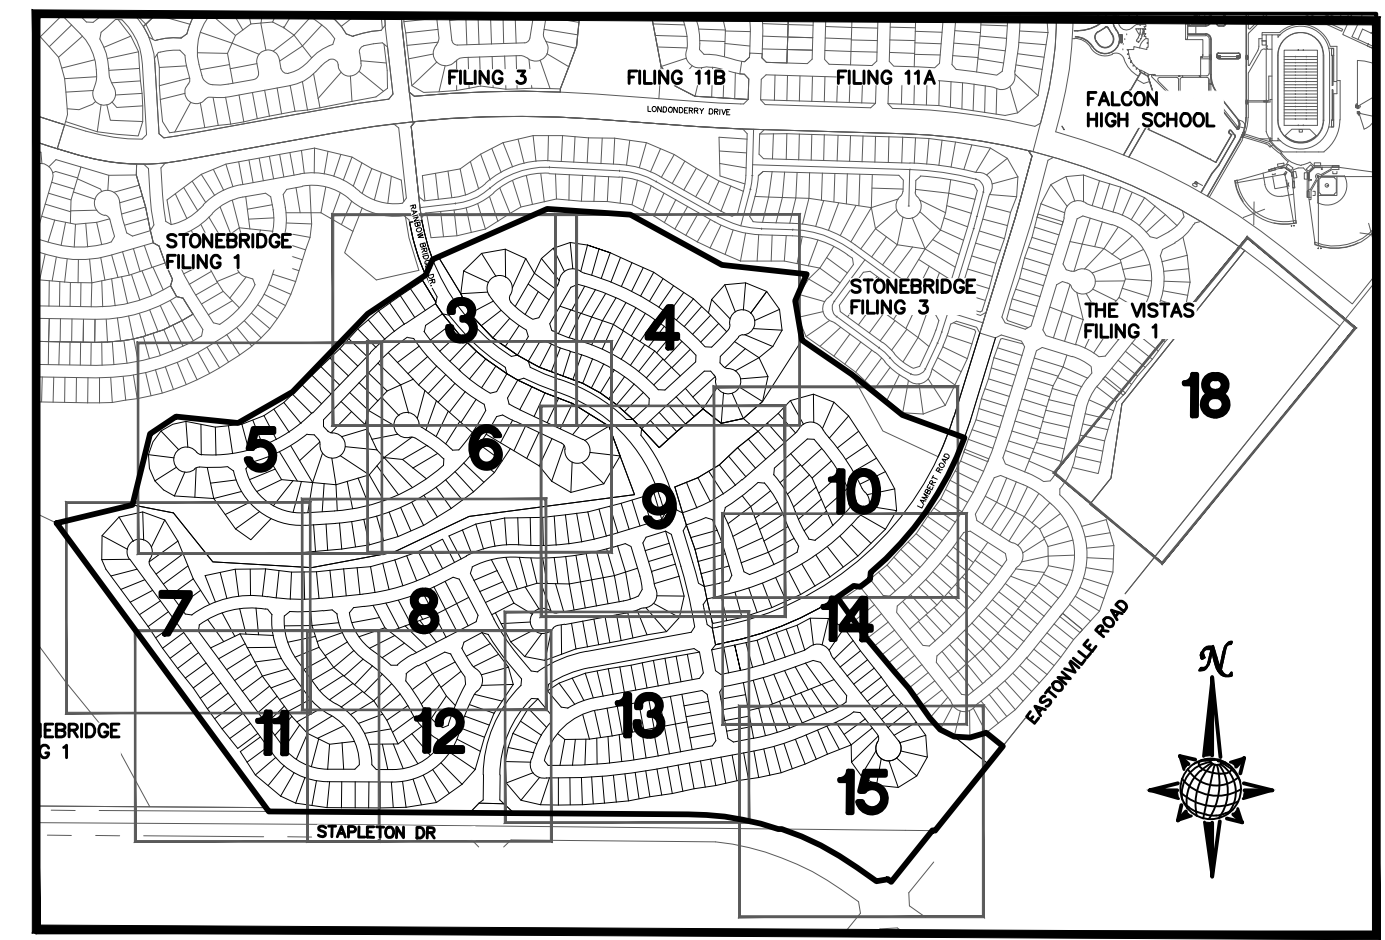 FILING 3
FILING 11B
FILING 11A
LONDONDERRY DRIVE
FALCON
HIGH SCHOOL
RAINBOW BRIDGE DR.
STONEBRIDGE
FILING 1
STONEBRIDGE
FILING 3
THE VISTAS
FILING 1
3
4
18
5
6
9
10
LAMBERT ROAD
7
8
14
EASTONVILLE ROAD
N
11
12
13
NEBRIDGE
G 1
15
STAPLETON DR